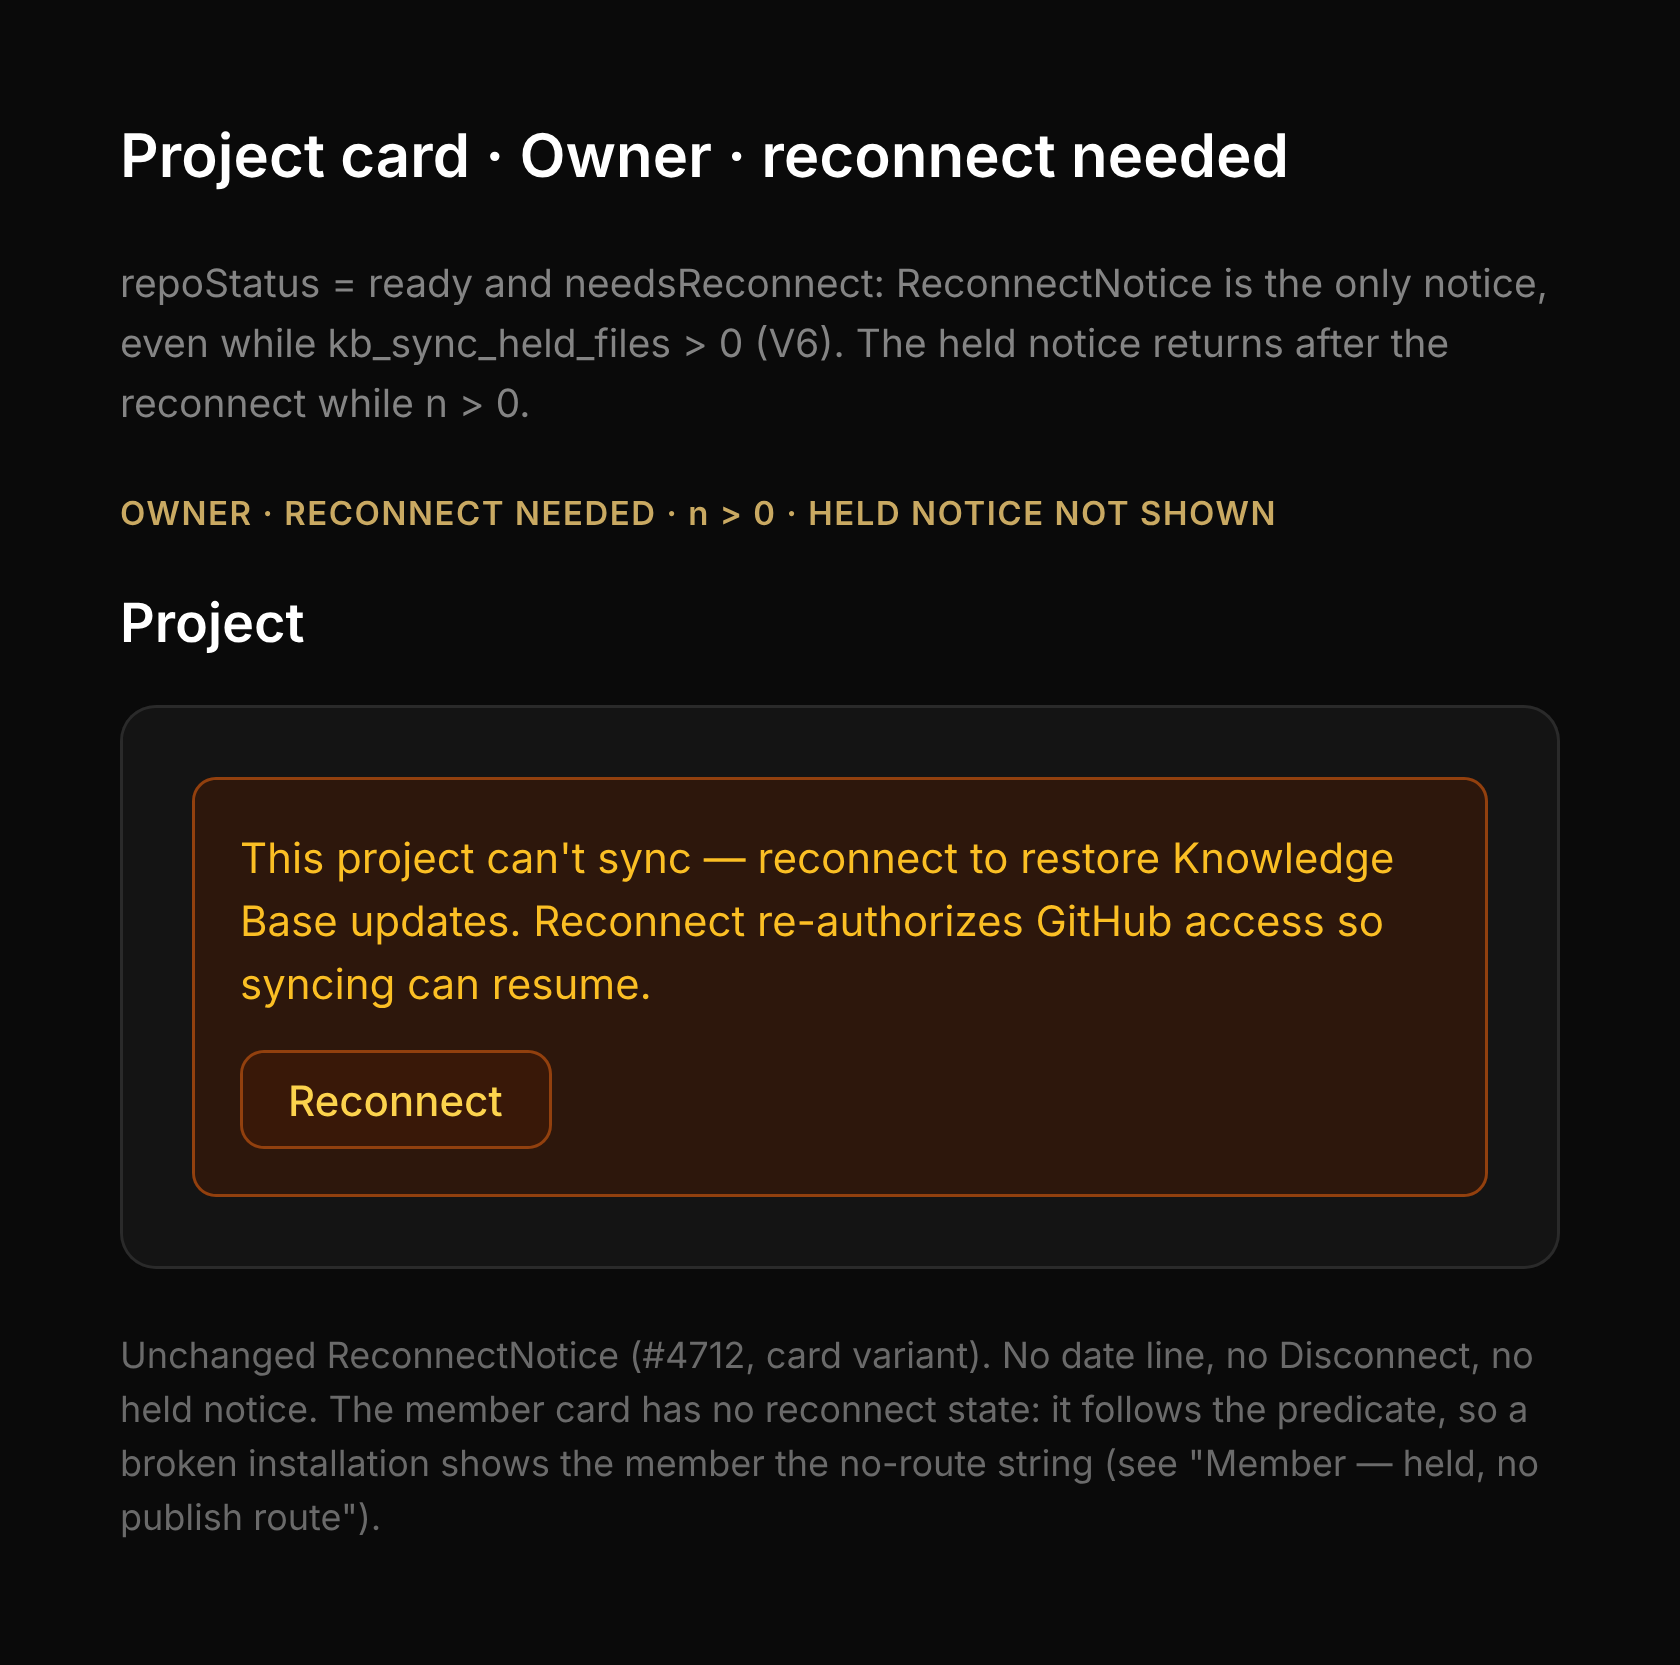 Project card · Owner · reconnect needed
repoStatus = ready and needsReconnect: ReconnectNotice is the only notice,
even while kb_sync_held_files > 0 (V6). The held notice returns after the
reconnect while n > 0.
OWNER · RECONNECT NEEDED · n > 0 · HELD NOTICE NOT SHOWN
Project
This project can't sync — reconnect to restore Knowledge
Base updates. Reconnect re-authorizes GitHub access so
syncing can resume.
Reconnect
Unchanged ReconnectNotice (#4712, card variant). No date line, no Disconnect, no
held notice. The member card has no reconnect state: it follows the predicate, so a
broken installation shows the member the no-route string (see "Member — held, no
publish route").